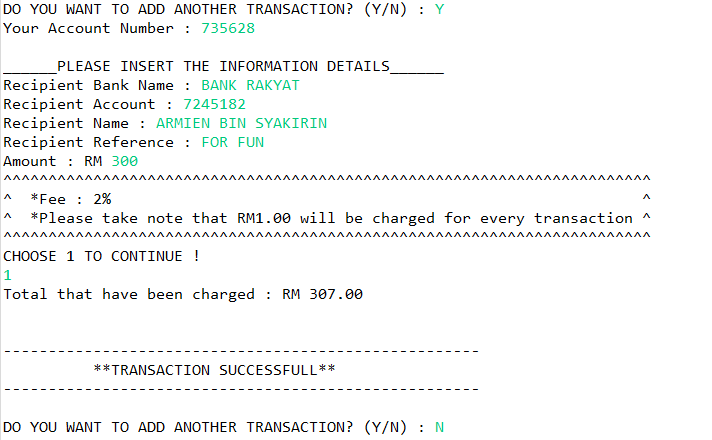 DO YOU WANT TO ADD ANOTHER TRANSACTION? (Y/N) : Y
Your Account Number : 735628
______PLEASE INSERT THE INFORMATION DETAILS______
Recipient Bank Name : BANK RAKYAT
Recipient Account : 7245182
Recipient Name : ARMIEN BIN SYAKIRIN
Recipient Reference : FOR FUN
Amount : RM 300
^^^^^^^^^^^^^^^^^^^^^^^^^^^^^^^^^^^^^^^^^^^^^^^^^^^^^^^^^^^^^^^^^^^^^^^^
^  *Fee : 2%                                                           ^
^  *Please take note that RM1.00 will be charged for every transaction ^
^^^^^^^^^^^^^^^^^^^^^^^^^^^^^^^^^^^^^^^^^^^^^^^^^^^^^^^^^^^^^^^^^^^^^^^^
CHOOSE 1 TO CONTINUE !
1
Total that have been charged : RM 307.00
-----------------------------------------------------
**TRANSACTION SUCCESSFULL**
-----------------------------------------------------
DO YOU WANT TO ADD ANOTHER TRANSACTION? (Y/N) : N